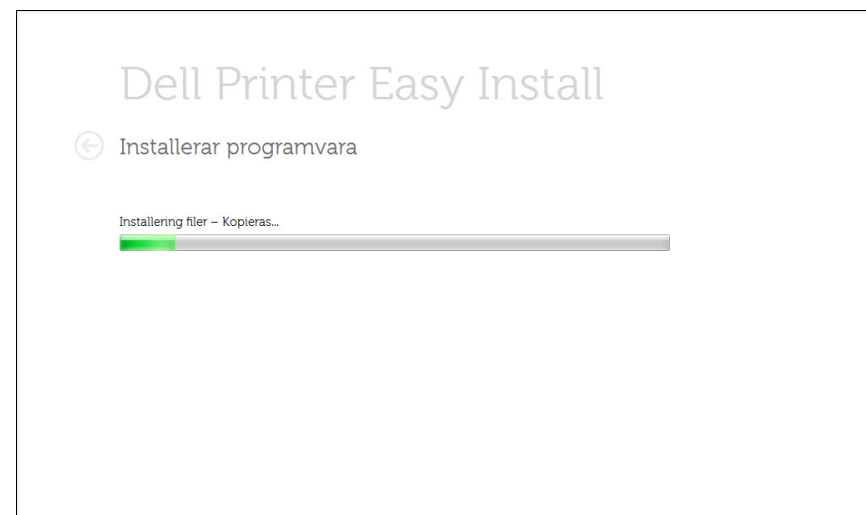 Dell Printer Easy Install
Installerar programvara
Installering filer – Kopieras...